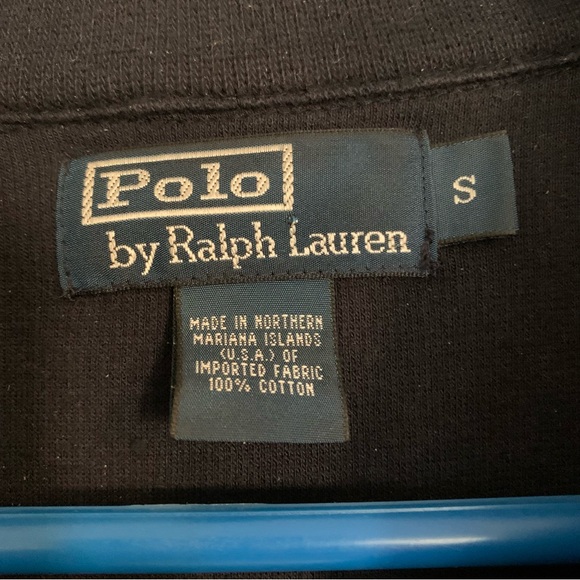 Polo
by Ralph Lauren
S
MADE IN NORTHERN
MARIANA ISLANDS
(U.S.A.) OF
IMPORTED FABRIC
100% COTTON